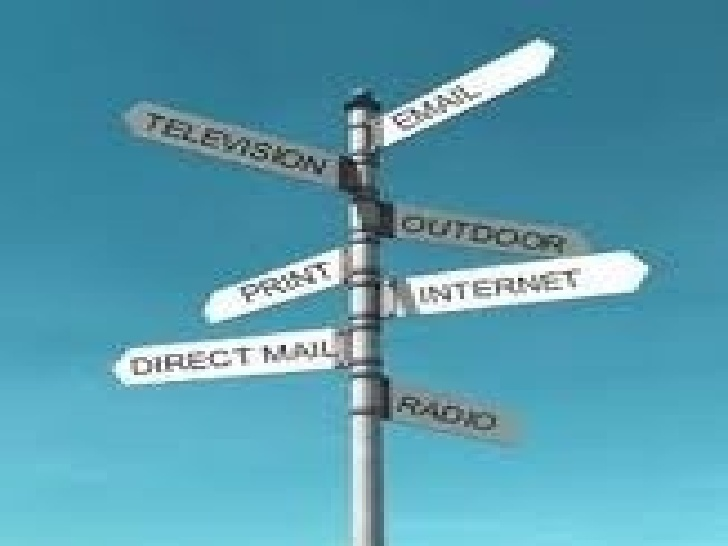 EMAIL
TELEVISION
OUTDOOR
PRINT
INTERNET
DIRECT MAIL
RADIO